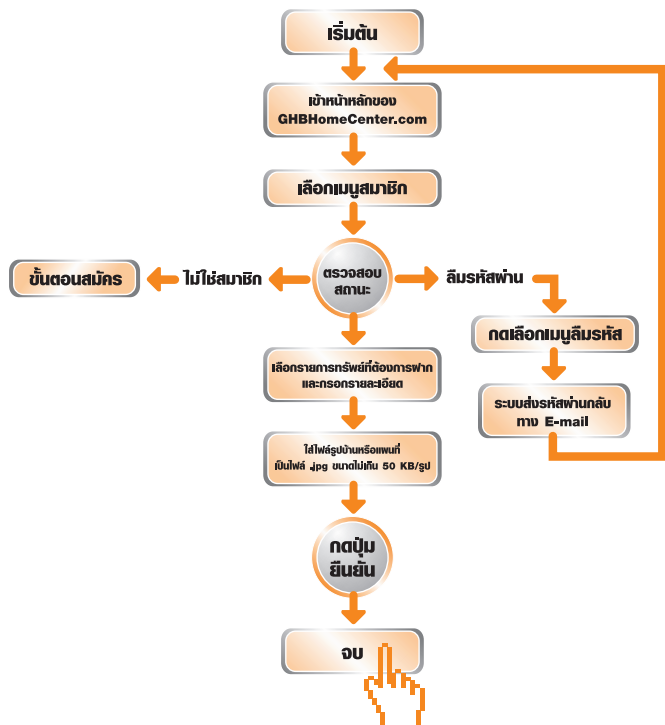 เริ่มต้น
เข้าหน้าหลักของ
GHBHomeCenter.com
เลือกเมนูสมาชิก
ขั้นตอนสมัคร
ไม่ใช่สมาชิก
ตรวจสอบ
สถานะ
ลืมรหัสผ่าน
กดเลือกเมนูลืมรหัส
ระบบส่งรหัสผ่านกลับ
ทาง E-mail
เลือกรายการทรัพย์ที่ต้องการฝาก
และกรอกรายละเอียด
ใส่ไฟล์รูปบ้านหรือแผนที่
เป็นไฟล์ .jpg ขนาดไม่เกิน 50 KB/รูป
กดปุ่ม
ยืนยัน
จบ